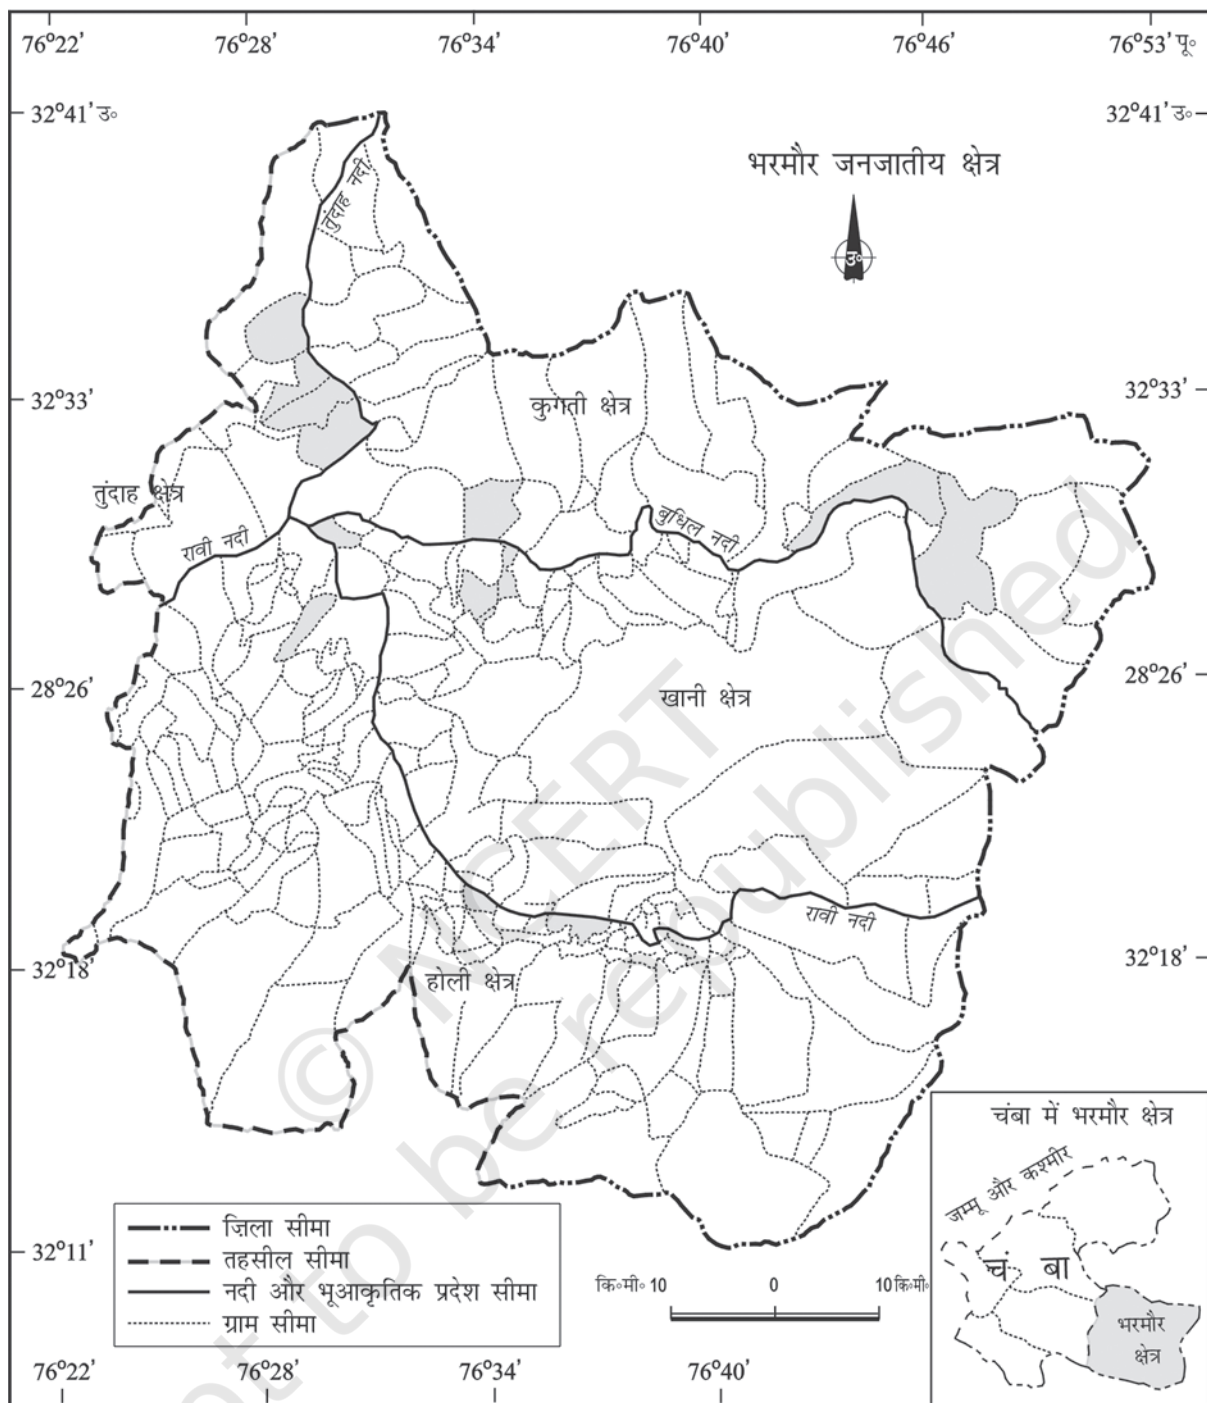 76°22' 76°28' 76°34' 76°40' 76°46' 76°53' पू॰
32°41' उ॰ 32°41' उ॰
भरमौर जनजातीय क्षेत्र
उ॰
तुंदाह नदी
32°33' 32°33'
कुगती क्षेत्र
तुंदाह क्षेत्र
रावी नदी
बुधिल नदी
28°26' 28°26'
खानी क्षेत्र
रावी नदी
32°18' 32°18'
होली क्षेत्र
© NCERT
not to be republished
ज़िला सीमा
तहसील सीमा
नदी और भूआकृतिक प्रदेश सीमा
ग्राम सीमा
32°11'
कि॰मी॰ 10 0 10 कि॰मी॰
चंबा में भरमौर क्षेत्र
जम्मू और कश्मीर
चं बा
भरमौर
क्षेत्र
76°22' 76°28' 76°34' 76°40'